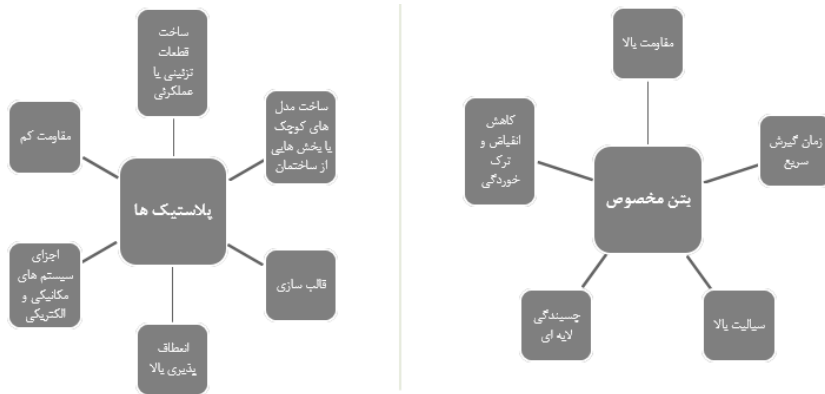 مقاومت بالا
زمان گیرش
سریع
سیالیت بالا
چسبندگی
لایه ای
کاهش
انقباض و
ترک
خوردگی
بتن مخصوص
ساخت
قطعات
تزئینی یا
عملکرئی
ساخت مدل
های کوچک
یا بخش هایی
از ساختمان
قالب سازی
انعطاف
پذیری بالا
اجزای
سیستم های
مکانیکی و
الکتریکی
مقاومت کم
پلاستیک ها